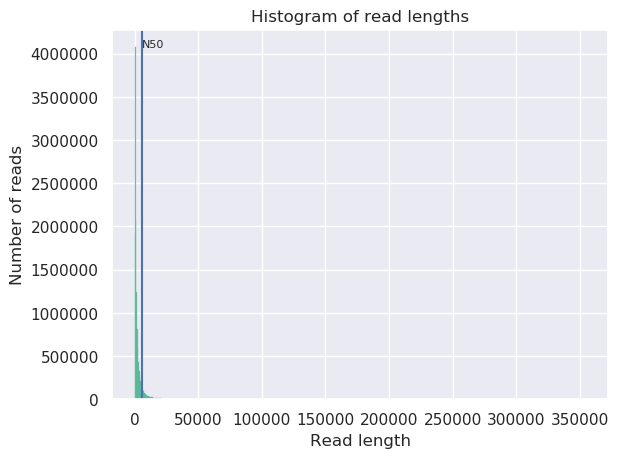 Histogram of read lengths
N50
4000000
3500000
3000000
2500000
2000000
1500000
1000000
500000
0
Number of reads
0 50000 100000 150000 200000 250000 300000 350000
Read length